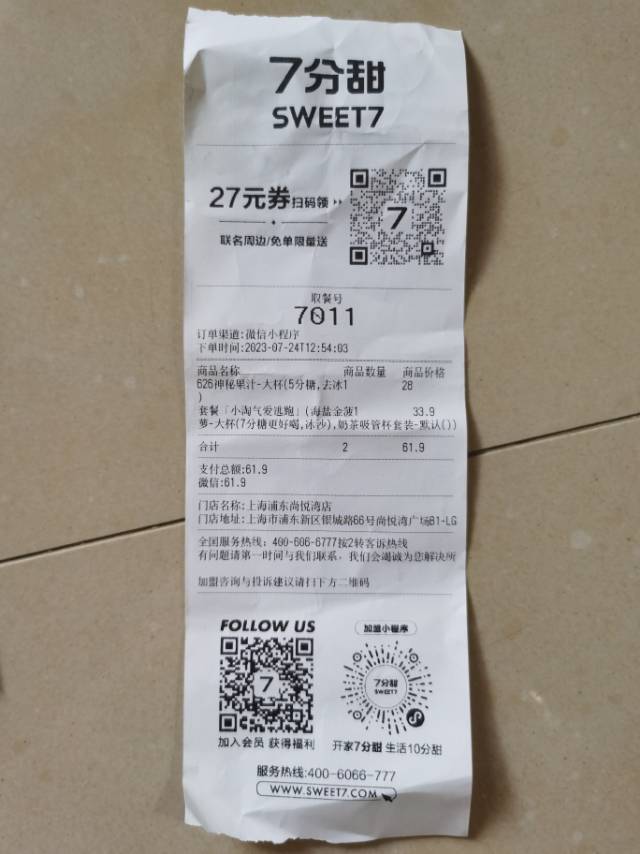 7分甜
SWEET7
27元券扫码领
联名周边/免单限量送
7
取餐号
7011
订单渠道:微信小程序
下单时间:2023-07-24T12:54:03
商品名称 商品数量 商品价格
626神秘果汁-大杯(5分糖,去冰1 28
)
套餐「小淘气爱逃跑」(海盐金菠1 33.9
萝-大杯(7分糖更好喝,冰沙),奶茶吸管杯套装-默认())
合计 2 61.9
支付总额:61.9
微信:61.9
门店名称:上海浦东尚悦湾店
门店地址:上海市浦东新区银城路66号尚悦湾广场B1-LG
全国服务热线: 400-606-6777按2转客诉热线
有问题请第一时间与我们联系, 我们会竭诚为您解决所
加盟咨询与投诉建议请扫下方二维码
FOLLOW US 加盟小程序
7 7分甜
SWEET7
加入会员 获得福利 开家7分甜 生活10分甜
服务热线:400-6066-777
WWW.SWEET7.COM